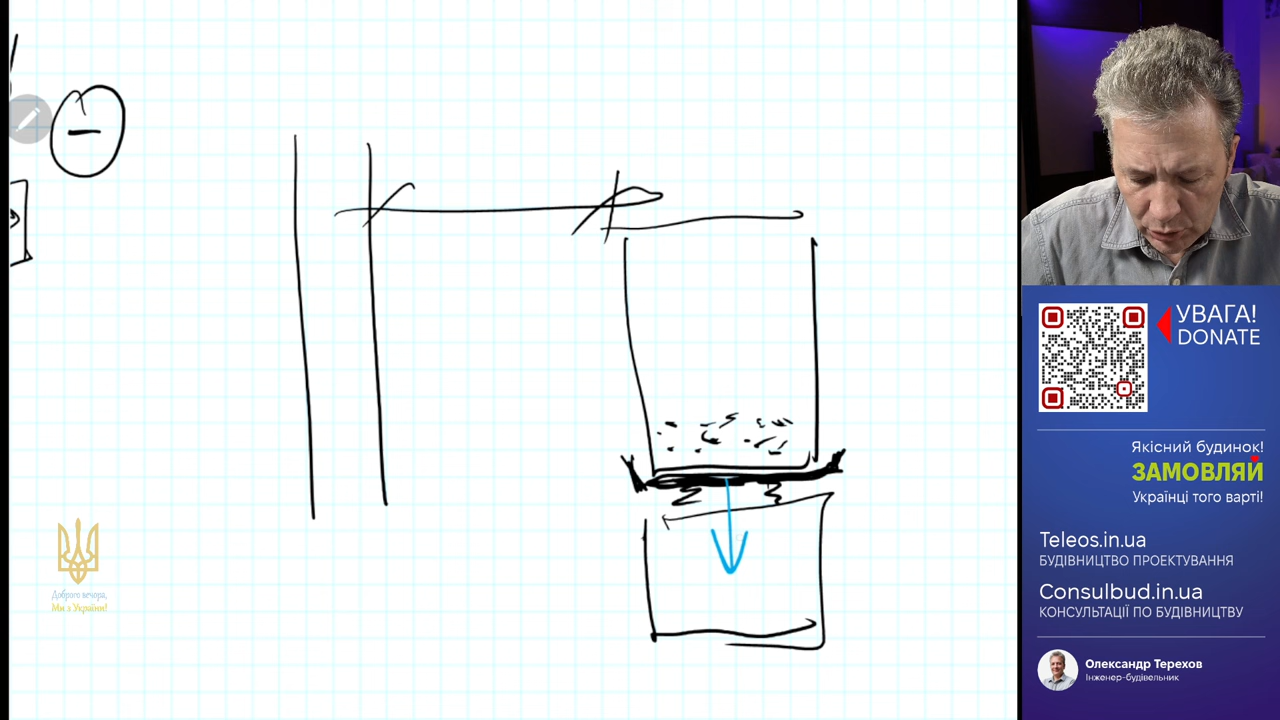 УВАГА!
DONATE
Якісний будинок!
ЗАМОВЛЯЙ
Українці того варті!
Teleos.in.ua
БУДІВНИЦТВО ПРОЕКТУВАННЯ
Consulbud.in.ua
КОНСУЛЬТАЦІЇ ПО БУДІВНИЦТВУ
Олександр Терехов
Інженер-будівельник
Доброго вечора,
Ми з України!